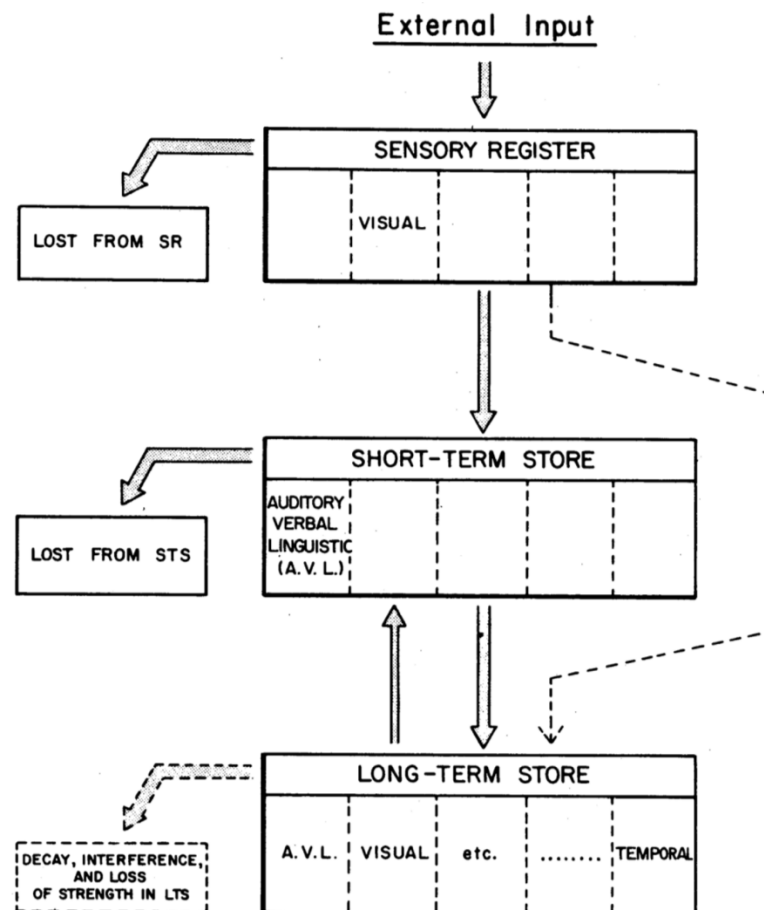 External Input
SENSORY REGISTER
VISUAL
LOST FROM SR
SHORT-TERM STORE
AUDITORY
VERBAL
LINGUISTIC
(A.V.L.)
LOST FROM STS
LONG-TERM STORE
A.V.L. VISUAL etc. ........ TEMPORAL
DECAY, INTERFERENCE,
AND LOSS
OF STRENGTH IN LTS